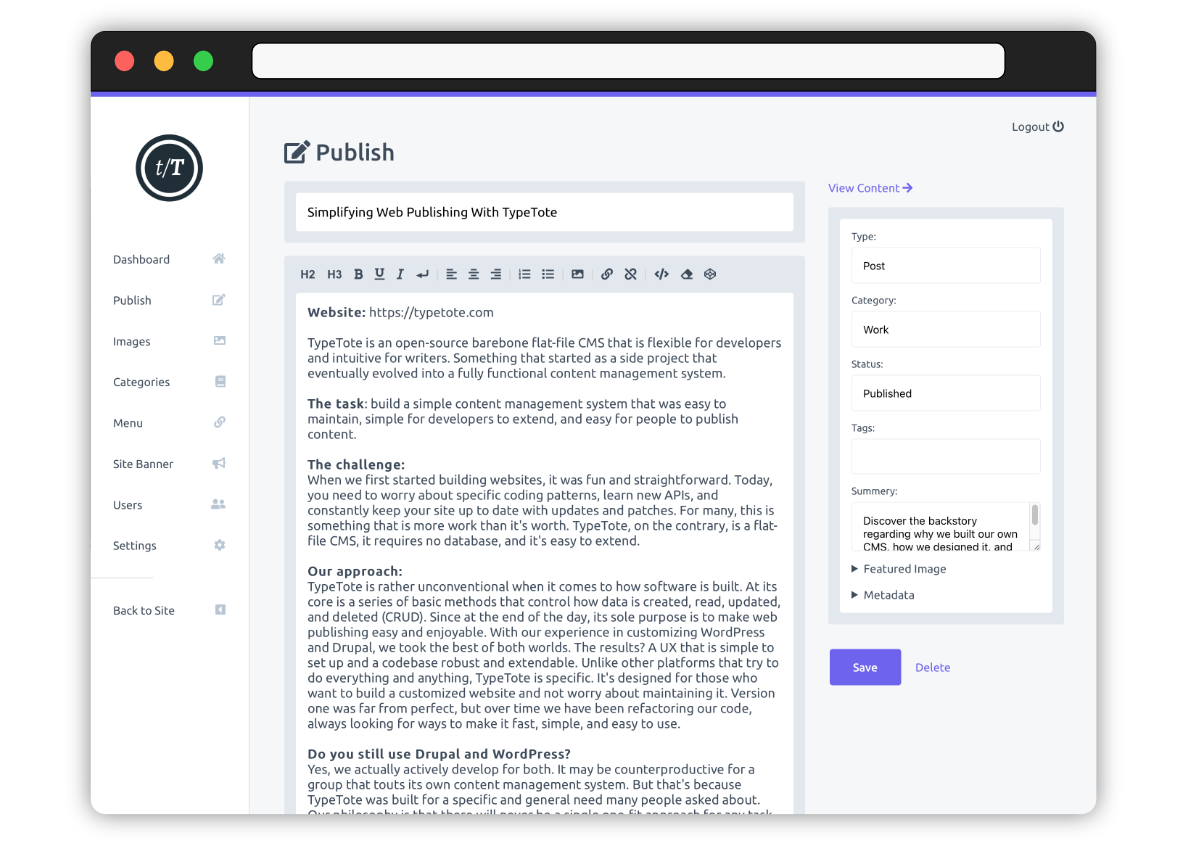 t/T
Dashboard
Publish
Images
Categories
Menu
Site Banner
Users
Settings
Back to Site
Logout
Publish
Simplifying Web Publishing With TypeTote
H2 H3 B U I
Website: https://typetote.com
TypeTote is an open-source barebone flat-file CMS that is flexible for developers
and intuitive for writers. Something that started as a side project that
eventually evolved into a fully functional content management system.
The task: build a simple content management system that was easy to
maintain, simple for developers to extend, and easy for people to publish
content.
The challenge:
When we first started building websites, it was fun and straightforward. Today,
you need to worry about specific coding patterns, learn new APIs, and
constantly keep your site up to date with updates and patches. For many, this is
something that is more work than it's worth. TypeTote, on the contrary, is a flat-
file CMS, it requires no database, and it's easy to extend.
Our approach:
TypeTote is rather unconventional when it comes to how software is built. At its
core is a series of basic methods that control how data is created, read, updated,
and deleted (CRUD). Since at the end of the day, its sole purpose is to make web
publishing easy and enjoyable. With our experience in customizing WordPress
and Drupal, we took the best of both worlds. The results? A UX that is simple to
set up and a codebase robust and extendable. Unlike other platforms that try to
do everything and anything, TypeTote is specific. It's designed for those who
want to build a customized website and not worry about maintaining it. Version
one was far from perfect, but over time we have been refactoring our code,
always looking for ways to make it fast, simple, and easy to use.
Do you still use Drupal and WordPress?
Yes, we actually actively develop for both. It may be counterproductive for a
group that touts its own content management system. But that's because
TypeTote was built for a specific and general need many people asked about.
Our philosophy is that there will never be a single one-fit approach for any task
View Content
Type:
Post
Category:
Work
Status:
Published
Tags:
Summery:
Discover the backstory
regarding why we built our own
CMS, how we designed it, and
Featured Image
Metadata
Save
Delete